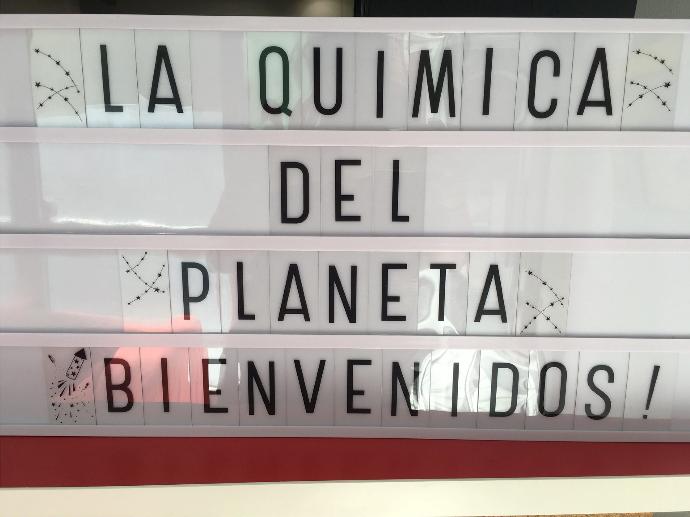 LA QUIMICA
DEL
PLANETA
BIENVENIDOS!